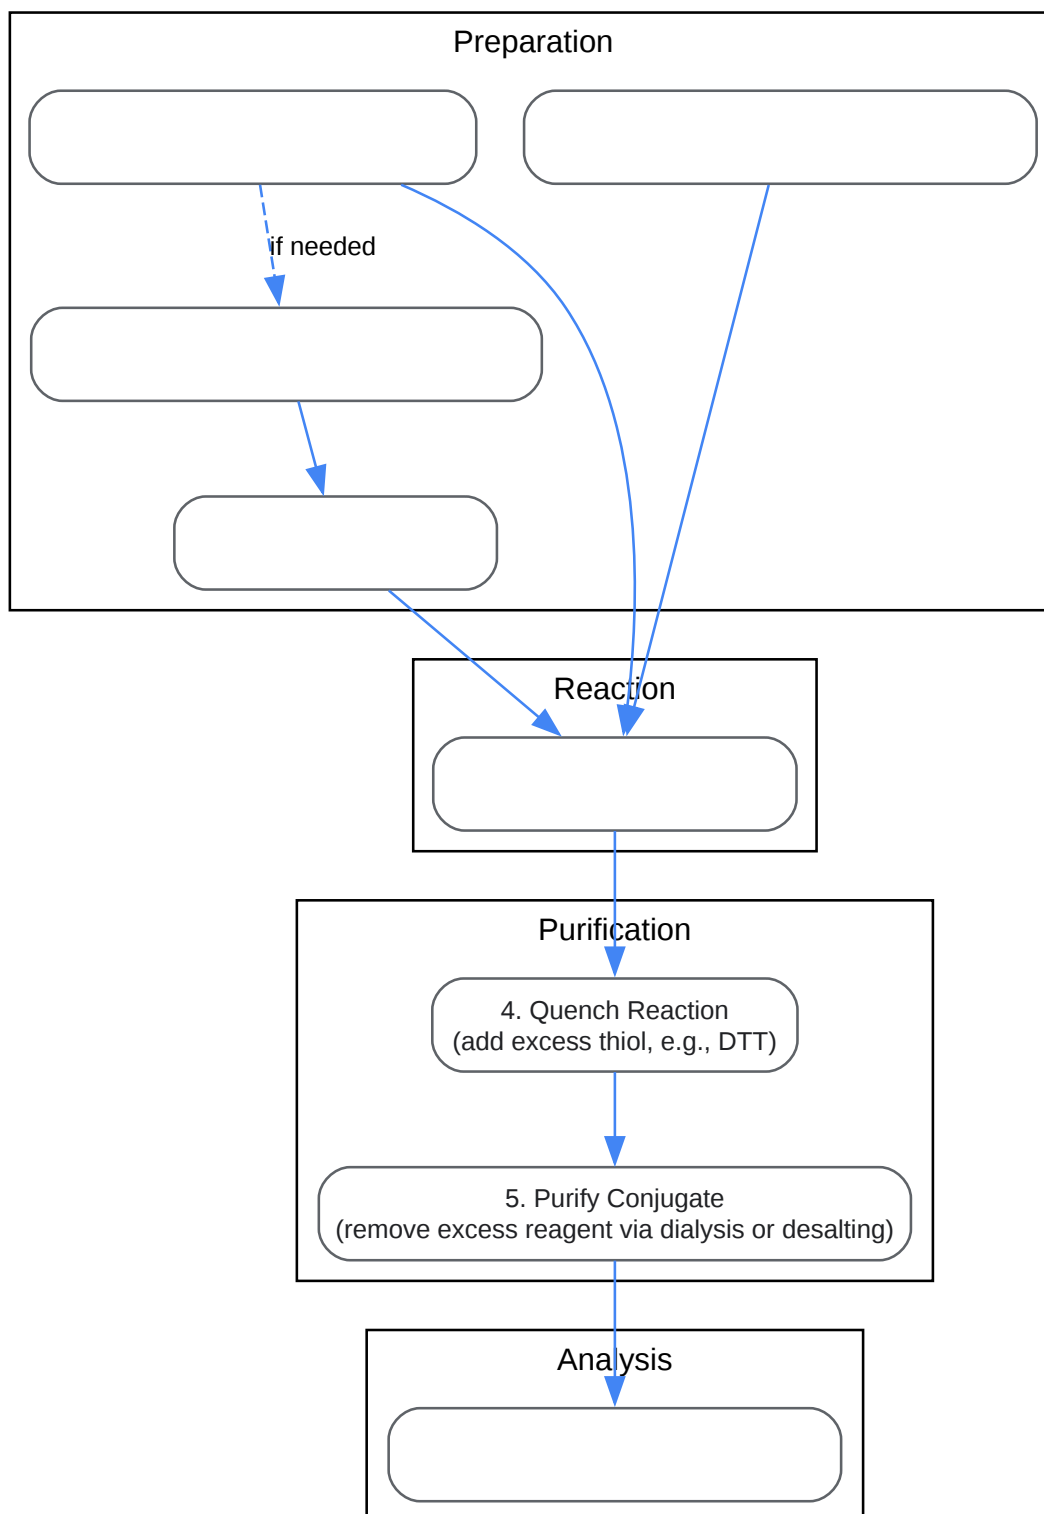 Preparation
if needed
Reaction
Purification
4. Quench Reaction
(add excess thiol, e.g., DTT)
5. Purify Conjugate
(remove excess reagent via dialysis or desalting)
Analysis